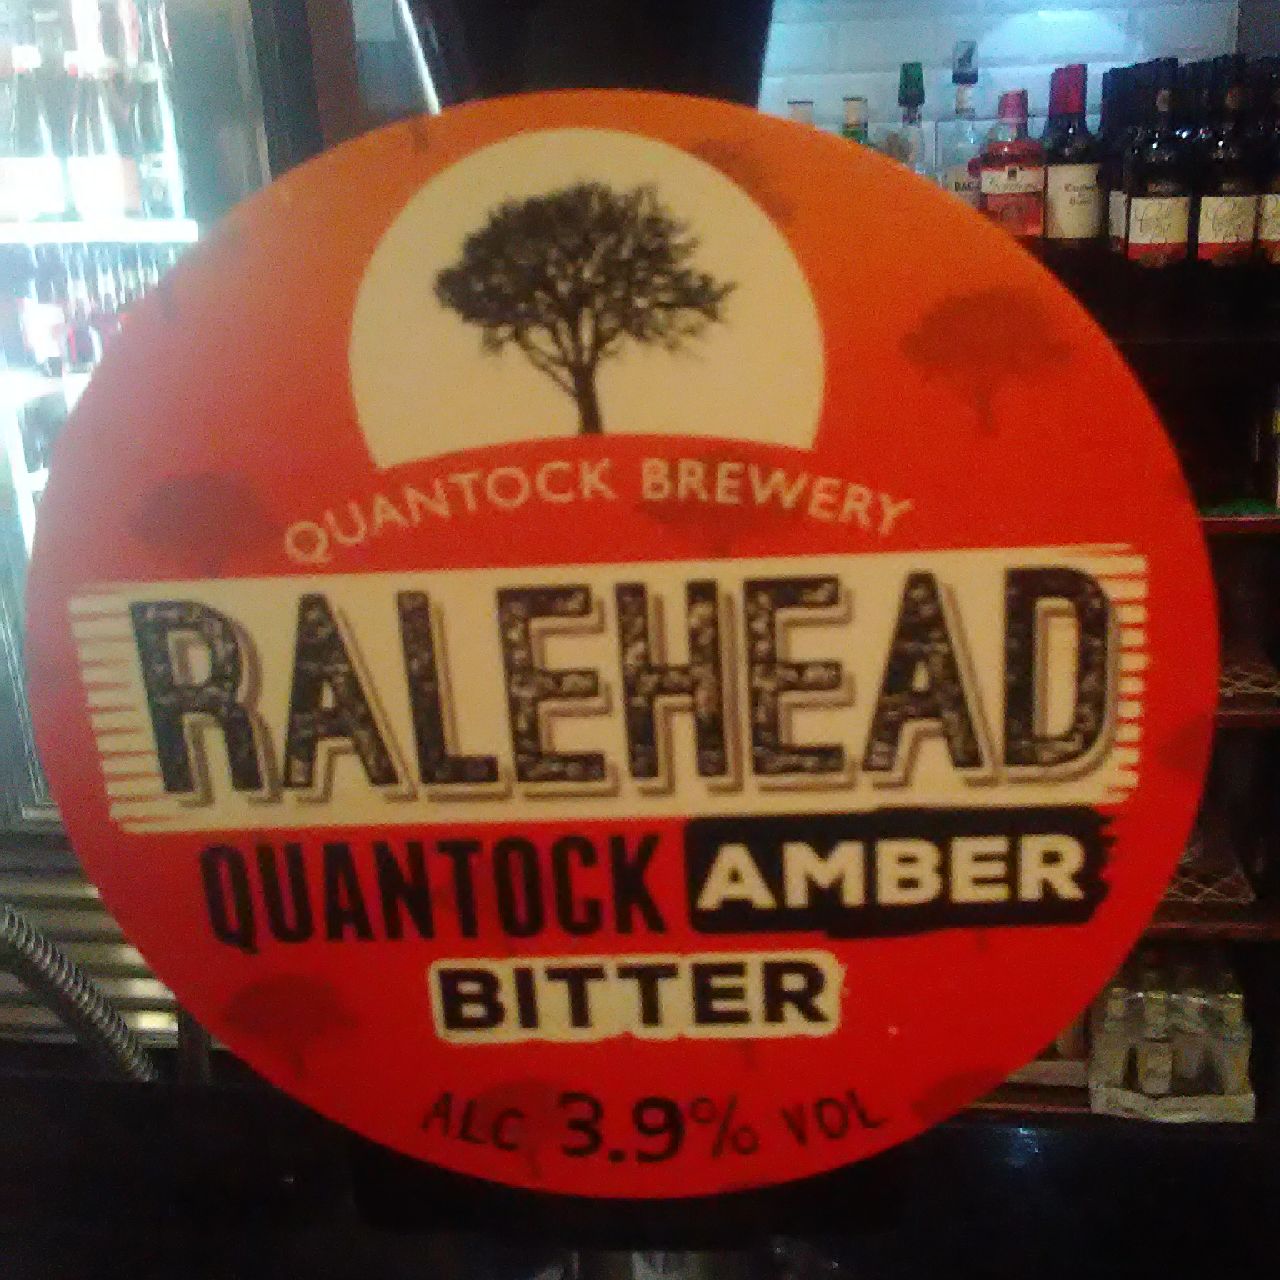 QUANTOCK BREWERY
RALEHEAD
QUANTOCK AMBER
BITTER
ALC 3.9% VOL